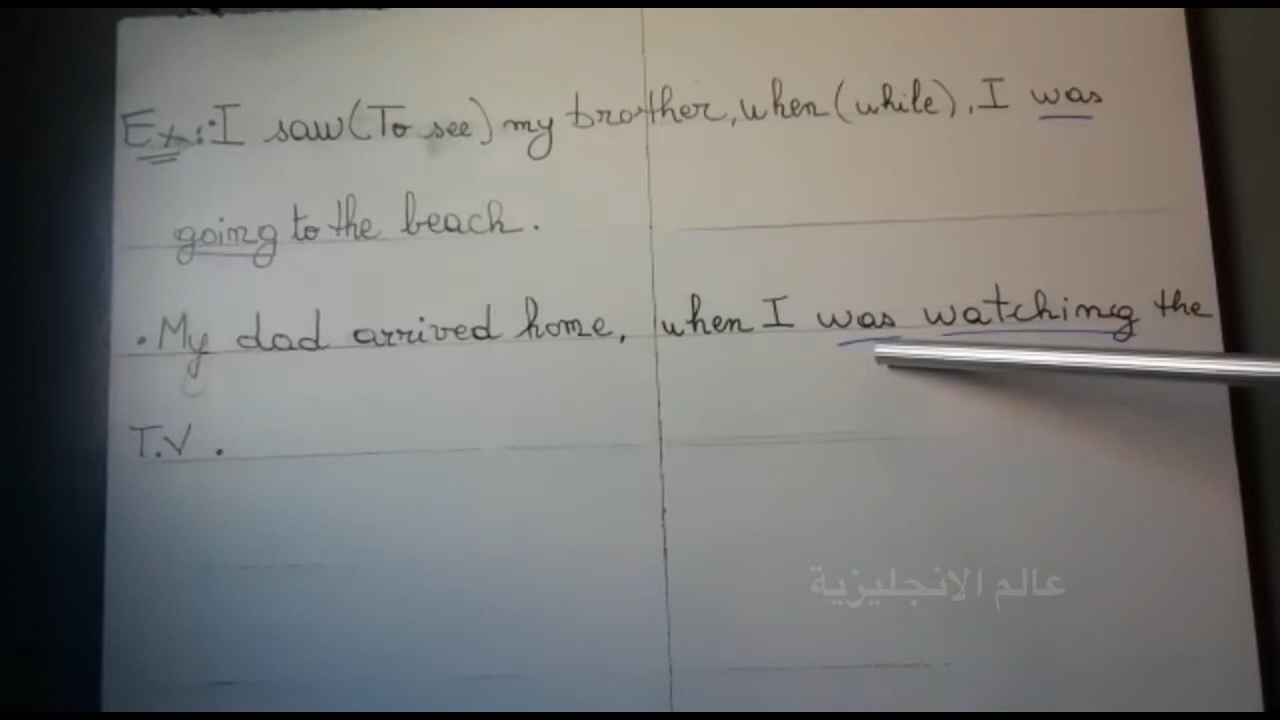 Ex: I saw (To see) my brother, when (while), I was
going to the beach.
. My dad arrived home, when I was watching the
T.V.
عالم الانجليزية